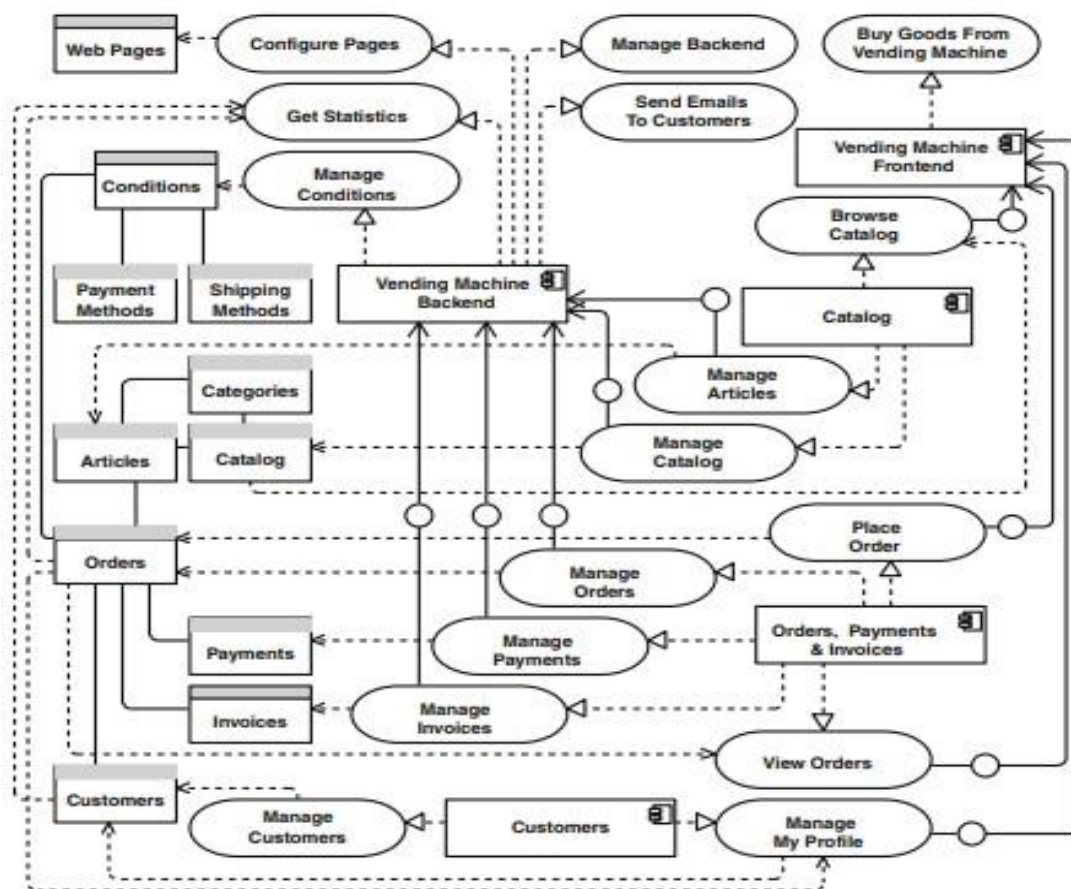 Web Pages
Configure Pages
Manage Backend
Buy Goods From
Vending Machine
Get Statistics
Send Emails
To Customers
Vending Machine
Frontend
Conditions
Manage
Conditions
Browse
Catalog
Payment
Methods
Shipping
Methods
Vending Machine
Backend
Catalog
Manage
Articles
Categories
Articles
Catalog
Manage
Catalog
Place
Order
Orders
Manage
Orders
Orders, Payments
& Invoices
Payments
Manage
Payments
Invoices
Manage
Invoices
View Orders
Customers
Manage
Customers
Customers
Manage
My Profile